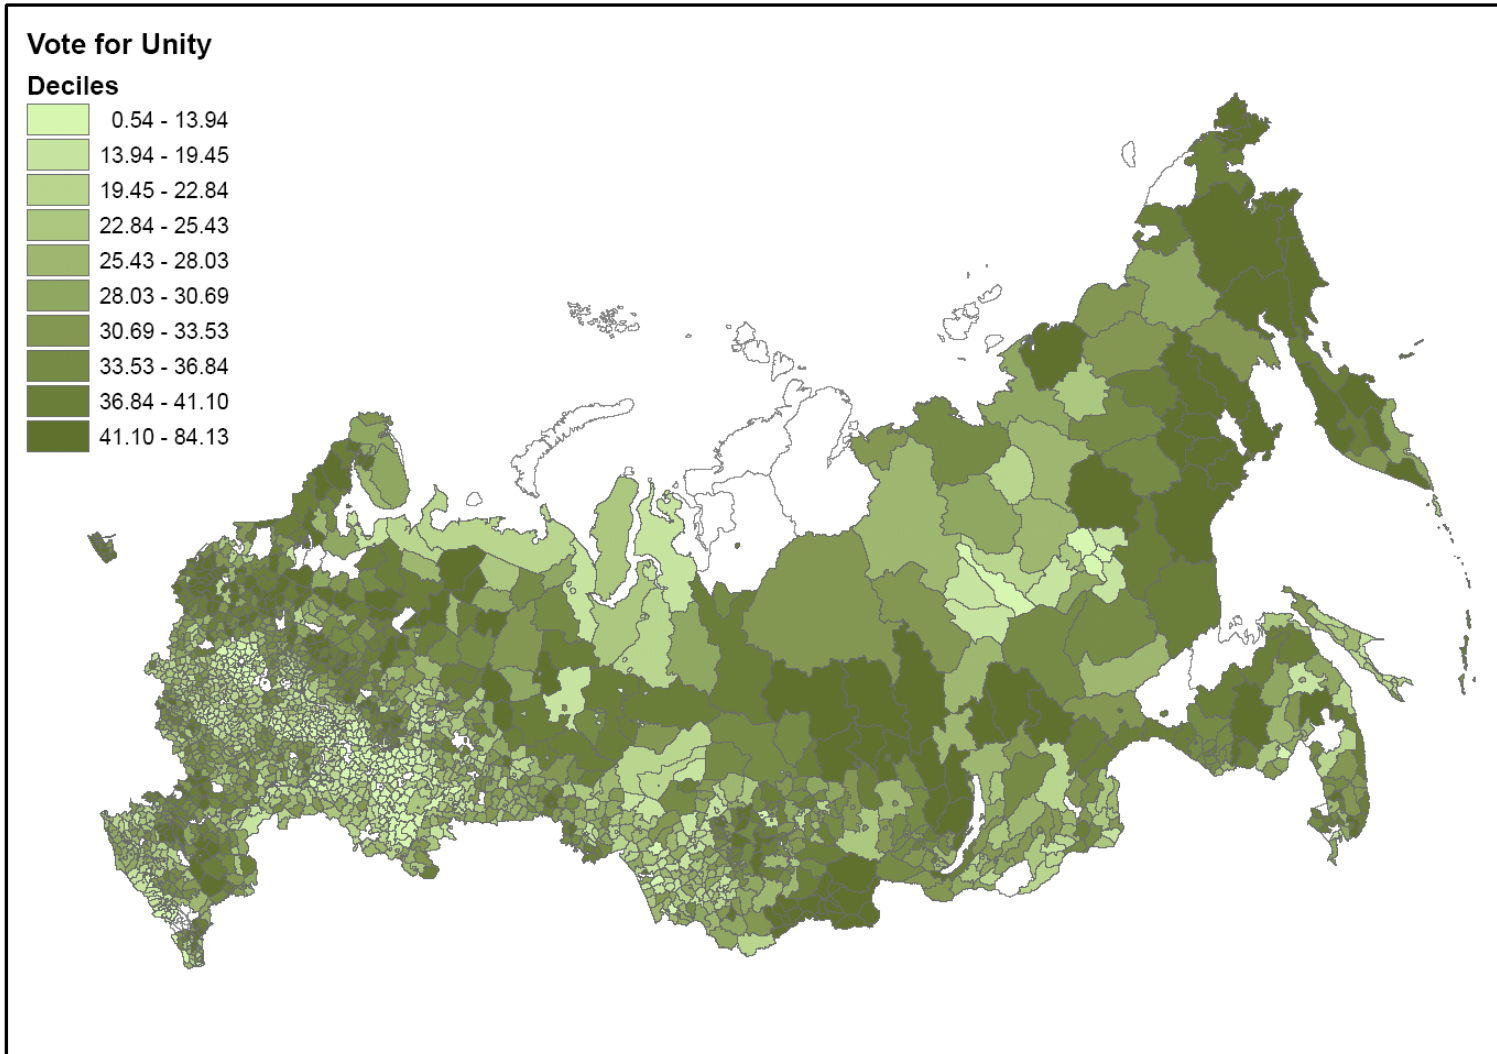 Vote for Unity
Deciles
0.54 - 13.94
13.94 - 19.45
19.45 - 22.84
22.84 - 25.43
25.43 - 28.03
28.03 - 30.69
30.69 - 33.53
33.53 - 36.84
36.84 - 41.10
41.10 - 84.13